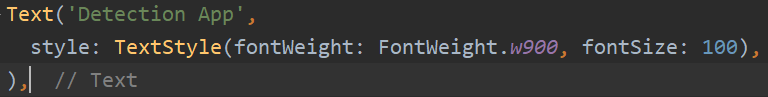 Text('Detection App',
style: TextStyle(fontWeight: FontWeight.w900, fontSize: 100),
), // Text